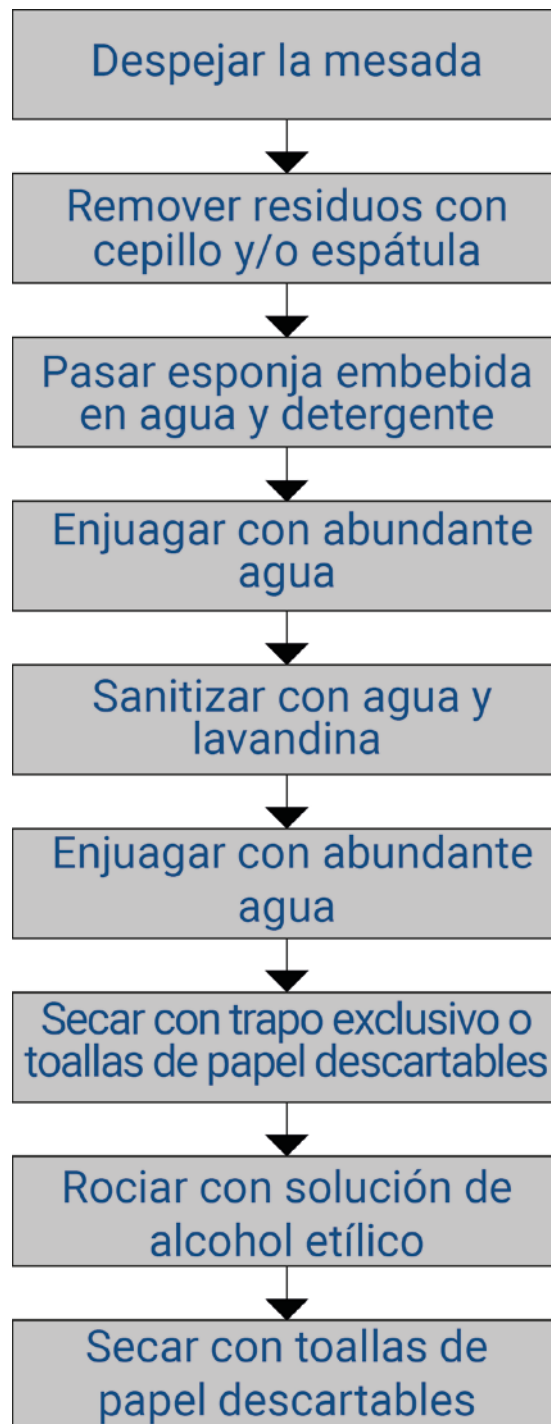 Despejar la mesada
Remover residuos con
cepillo y/o espátula
Pasar esponja embebida
en agua y detergente
Enjuagar con abundante
agua
Sanitizar con agua y
lavandina
Enjuagar con abundante
agua
Secar con trapo exclusivo o
toallas de papel descartables
Rociar con solución de
alcohol etílico
Secar con toallas de
papel descartables